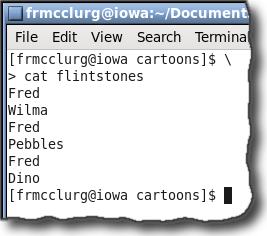 frmcclurg@iowa:~/Document
File Edit View Search Terminal
[frmcclurg@iowa cartoons]$ \
> cat flintstones
Fred
Wilma
Fred
Pebbles
Fred
Dino
[frmcclurg@iowa cartoons]$